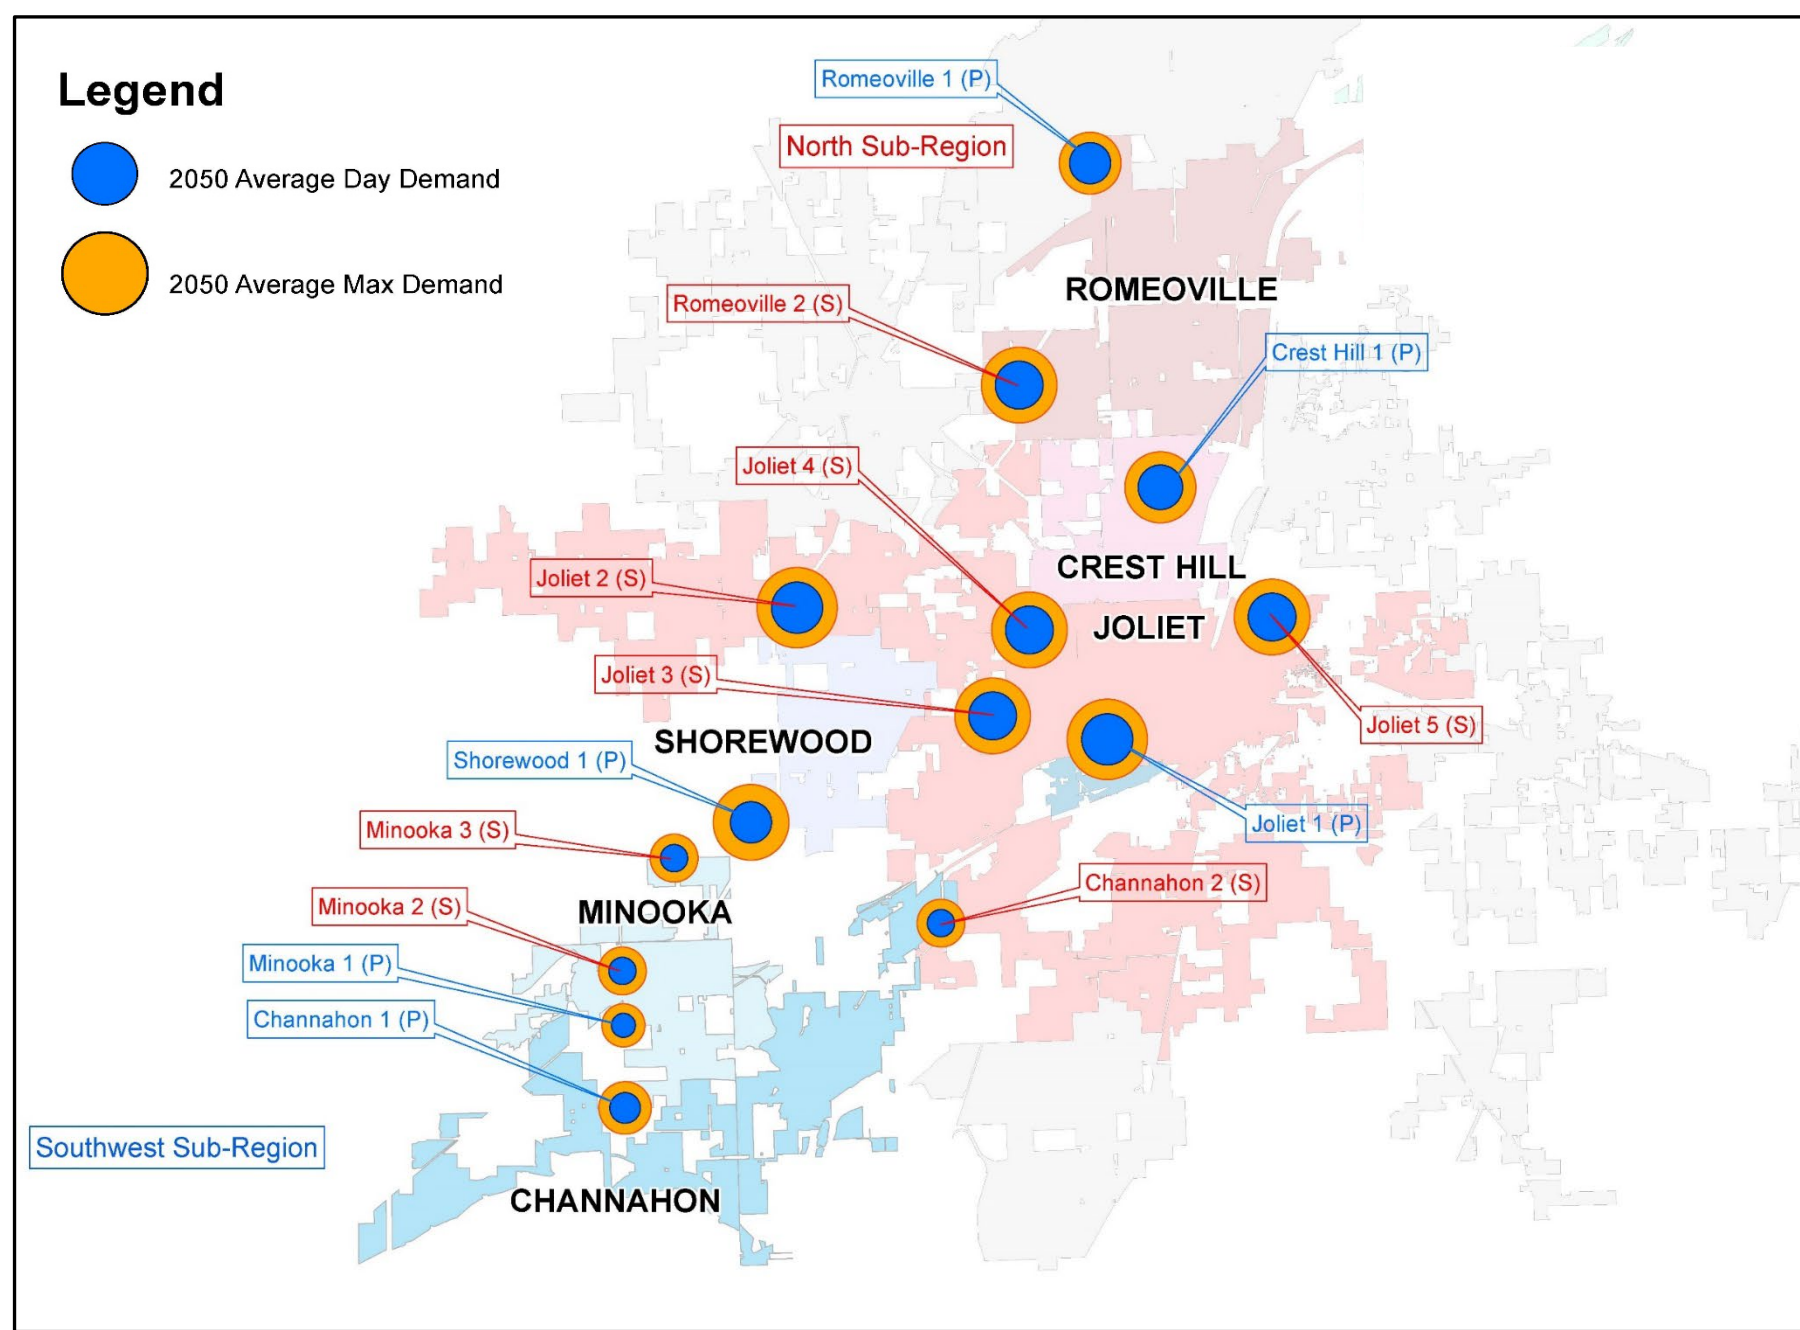 Legend
2050 Average Day Demand
2050 Average Max Demand
Romeoville 1 (P)
North Sub-Region
ROMEOVILLE
Romeoville 2 (S)
Crest Hill 1 (P)
Joliet 4 (S)
CREST HILL
Joliet 2 (S)
JOLIET
Joliet 3 (S)
Joliet 5 (S)
SHOREWOOD
Shorewood 1 (P)
Joliet 1 (P)
Minooka 3 (S)
Channahon 2 (S)
Minooka 2 (S)
MINOOKA
Minooka 1 (P)
Channahon 1 (P)
Southwest Sub-Region
CHANNAHON